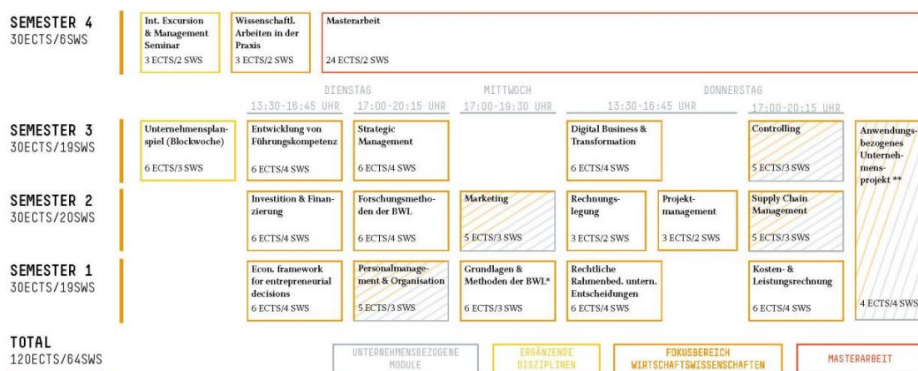 SEMESTER 4
30ECTS/6SWS
Int. Excursion
& Management
Seminar
3 ECTS/2 SWS
Wissenschaftl.
Arbeiten in der
Praxis
3 ECTS/2 SWS
Masterarbeit
24 ECTS/2 SWS
DIENSTAG
MITTWOCH
DONNERSTAG
13:30-16:45 UHR
17:00-20:15 UHR
17:00-19:30 UHR
13:30-16:45 UHR
17:00-20:15 UHR
SEMESTER 3
30ECTS/19SWS
Unternehmensplan-
spiel (Blockwoche)
6 ECTS/3 SWS
Entwicklung von
Führungskompetenz
6 ECTS/4 SWS
Strategic
Management
6 ECTS/4 SWS
Digital Business &
Transformation
6 ECTS/4 SWS
Controlling
5 ECTS/3 SWS
Anwendungs-
bezogenes
Unterneh-
mens-
projekt **
4 ECTS/4 SWS
SEMESTER 2
30ECTS/20SWS
Investition & Finan-
zierung
6 ECTS/4 SWS
Forschungsmetho-
den der BWL
6 ECTS/4 SWS
Marketing
5 ECTS/3 SWS
Rechnungs-
legung
3 ECTS/2 SWS
Projekt-
management
3 ECTS/2 SWS
Supply Chain
Management
5 ECTS/3 SWS
SEMESTER 1
30ECTS/19SWS
Econ. framework
for entrepreneurial
decisions
6 ECTS/4 SWS
Personalmanage-
ment & Organisation
5 ECTS/3 SWS
Grundlagen &
Methoden der BWL*
6 ECTS/3 SWS
Rechtliche
Rahmenbed. untern.
Entscheidungen
6 ECTS/4 SWS
Kosten- &
Leistungsrechnung
6 ECTS/4 SWS
TOTAL
120ECTS/64SWS
UNTERNEHMENSBEZOGENE
MODULE
ERGÄNZENDE
DISZIPLINEN
FOKUSBEREICH
WIRTSCHAFTSWISSENSCHAFTEN
MASTERARBEIT